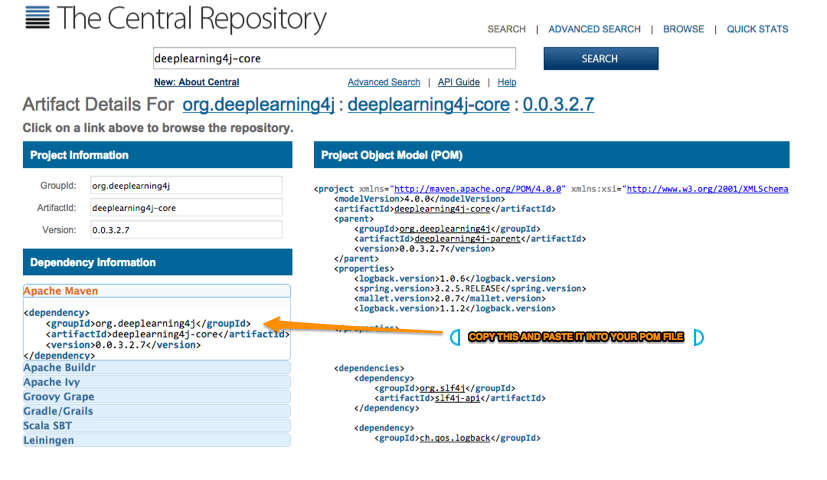 The Central Repository
SEARCH | ADVANCED SEARCH | BROWSE | QUICK STATS
deeplearning4j-core
SEARCH
New: About Central
Advanced Search | API Guide | Help
Artifact Details For org.deeplearning4j : deeplearning4j-core : 0.0.3.2.7
Click on a link above to browse the repository.
Project Information
GroupId: org.deeplearning4j
ArtifactId: deeplearning4j-core
Version: 0.0.3.2.7
Dependency Information
Apache Maven
<dependency>
<groupId>org.deeplearning4j</groupId>
<artifactId>deeplearning4j-core</artifactId>
<version>0.0.3.2.7</version>
</dependency>
Apache Buildr
Apache Ivy
Groovy Grape
Gradle/Grails
Scala SBT
Leiningen
Project Object Model (POM)
<project xmlns="http://maven.apache.org/POM/4.0.0" xmlns:xsi="http://www.w3.org/2001/XMLSchema
<modelVersion>4.0.0</modelVersion>
<artifactId>deeplearning4j-core</artifactId>
<parent>
<groupId>org.deeplearning4j</groupId>
<artifactId>deeplearning4j-parent</artifactId>
<version>0.0.3.2.7</version>
</parent>
<properties>
<logback.version>1.0.6</logback.version>
<spring.version>3.2.5.RELEASE</spring.version>
<mallet.version>2.0.7</mallet.version>
<logback.version>1.1.2</logback.version>
</properties>
COPY THIS AND PASTE IT INTO YOUR POM FILE
<dependencies>
<dependency>
<groupId>org.slf4j</groupId>
<artifactId>slf4j-api</artifactId>
</dependency>
<dependency>
<groupId>ch.qos.logback</groupId>